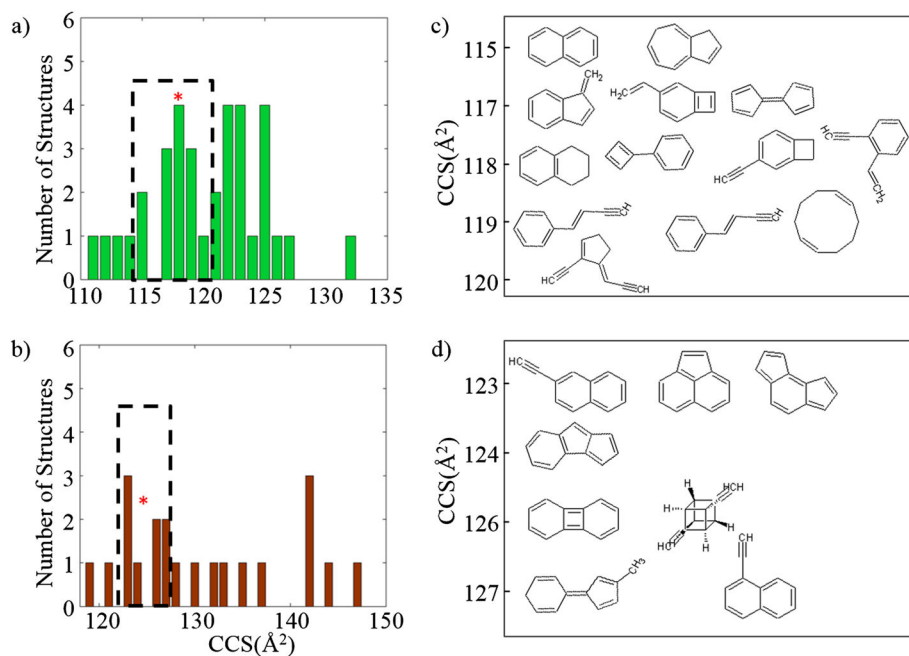 a)
Number of Structures
6
5
4
3
2
1
0
*
110 115 120 125 130 135
b)
Number of Structures
6
5
4
3
2
1
0
*
120 130 140 150
CCS(Å²)
c)
CCS(Å²)
115
117
118
119
120
CH₂
H₂C
HC
HC
CH₂
CH
CH
HC
CH
d)
CCS(Å²)
123
124
126
127
HC
H
CH
H
H
HC
H
CH
CH₃